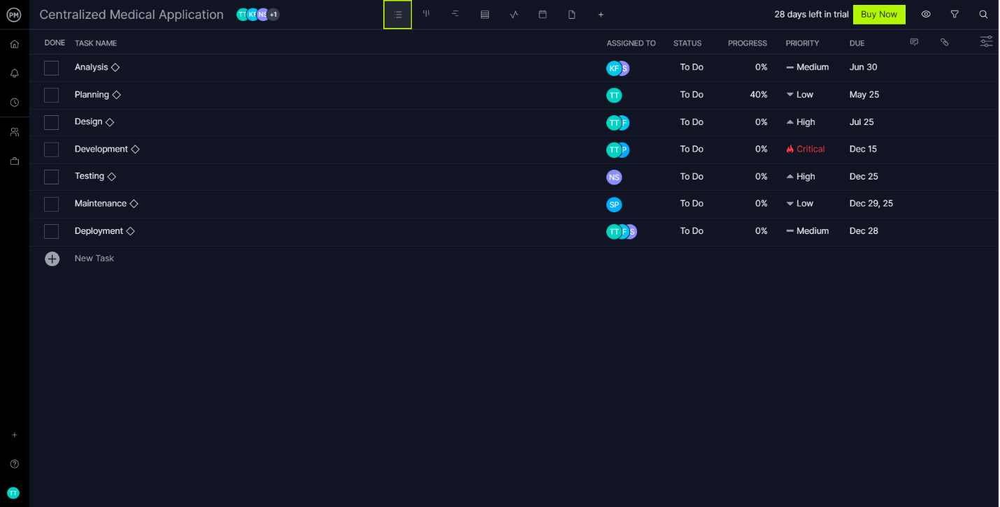 PM Centralized Medical Application TT KF NS +1 28 days left in trial Buy Now
DONE TASK NAME ASSIGNED TO STATUS PROGRESS PRIORITY DUE
Analysis KF S To Do 0% Medium Jun 30
Planning TT To Do 40% Low May 25
Design TT F To Do 0% High Jul 25
Development TT P To Do 0% Critical Dec 15
Testing NS To Do 0% High Dec 25
Maintenance SP To Do 0% Low Dec 29, 25
Deployment TT F S To Do 0% Medium Dec 28
New Task
TT